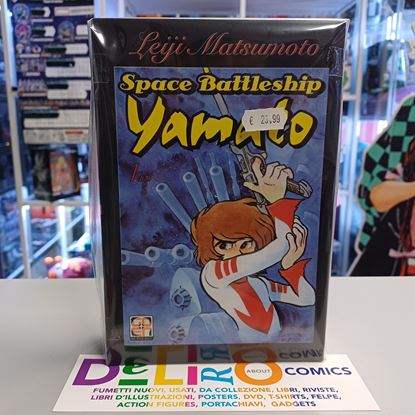 Leiji Matsumoto
Space Battleship
Yamato
€ 23,99
DELIRO ABOUT COMICS
FUMETTI NUOVI, USATI, DA COLLEZIONE, LIBRI, RIVISTE,
LIBRI D'ILLUSTRAZIONI, POSTERS, DVD, T-SHIRTS, FELPE,
ACTION FIGURES, PORTACHIAVI, GADGETS